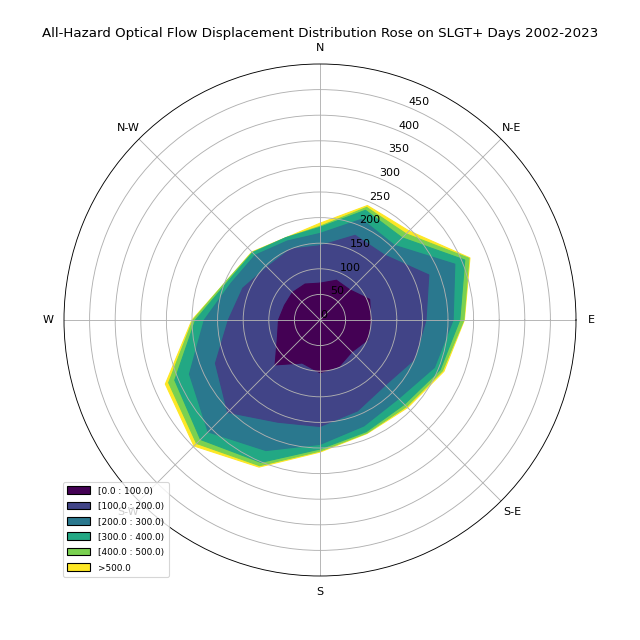 All-Hazard Optical Flow Displacement Distribution Rose on SLGT+ Days 2002-2023
N
N-W
N-E
450
400
350
300
250
200
150
100
50
0
W
E
S-W
S-E
S
[0.0 : 100.0)
[100.0 : 200.0)
[200.0 : 300.0)
[300.0 : 400.0)
[400.0 : 500.0)
>500.0